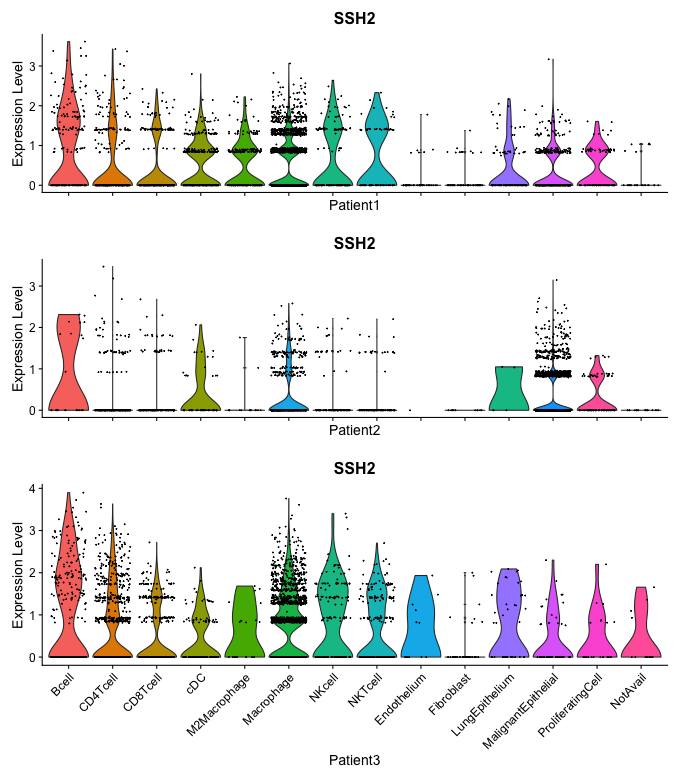 SSH2
Expression Level
3
2
1
0
Patient1
SSH2
Expression Level
3
2
1
0
Patient2
SSH2
Expression Level
4
3
2
1
0
Bcell
CD4Tcell
CD8Tcell
cDC
M2Macrophage
Macrophage
NKcell
NKTcell
Endothelium
Fibroblast
LungEpithelium
MalignantEpithelial
ProliferatingCell
NotAvail
Patient3